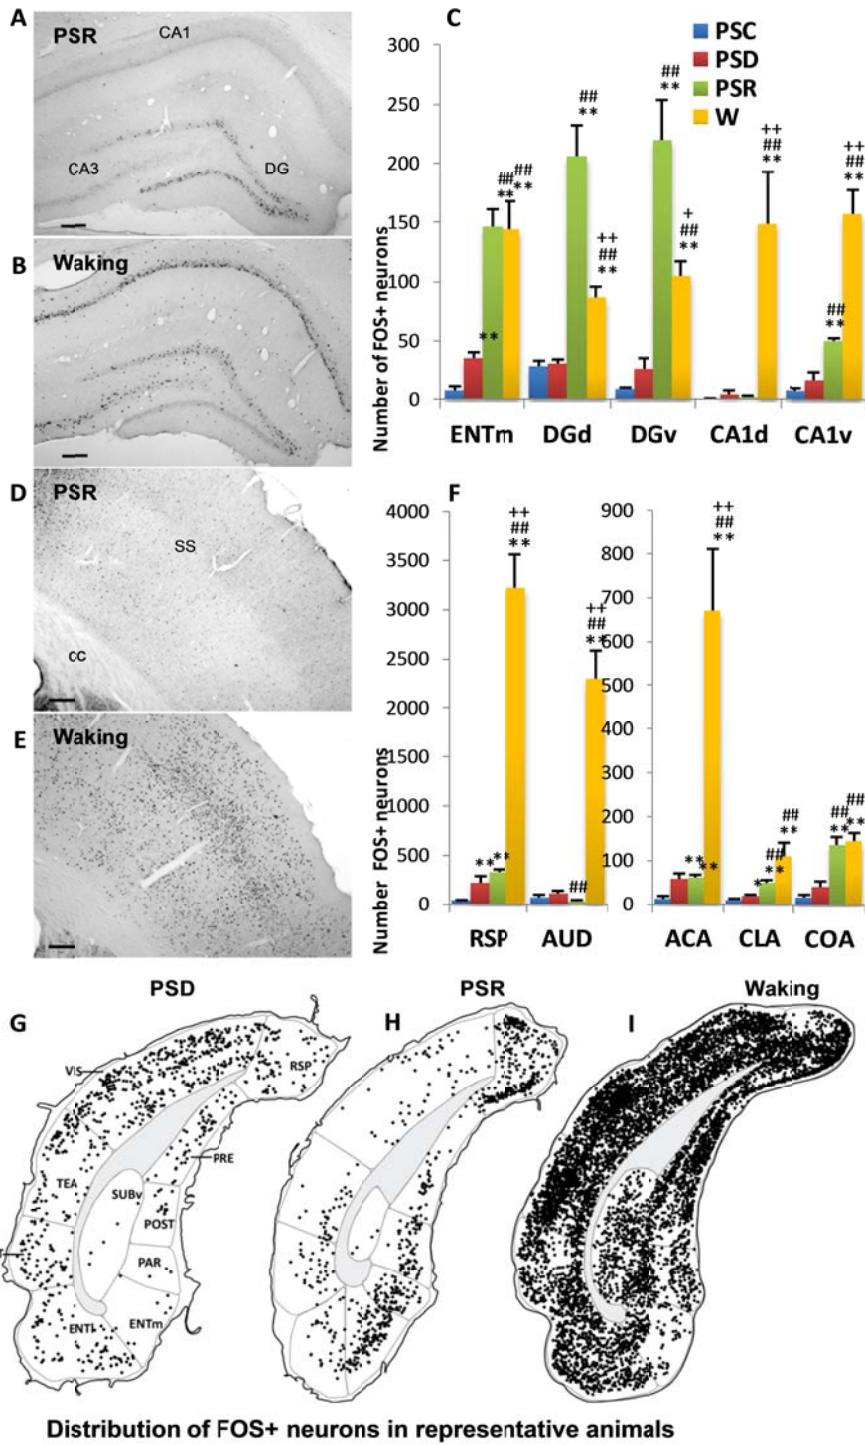 A
PSR
CA1
CA3
DG
B
Waking
C
PSC
PSD
PSR
W
Number of FOS+ neurons
300
250
200
150
100
50
0
##
**
##
**
**
##
**
++
##
**
##
**
+
##
**
++
##
**
##
**
++
##
**
ENTm
DGd
DGv
CA1d
CA1v
D
PSR
SS
cc
E
Waking
F
Number FOS+ neurons
4000
3500
3000
2500
2000
1500
1000
500
0
**
**
++
##
**
##
++
##
**
RSP
AUD
900
800
700
600
500
400
300
200
100
0
++
##
**
**
**
*
##
**
##
**
##
**
##
**
ACA
CLA
COA
PSD
PSR
Waking
G
VIS
RSP
PRE
TEA
SUBv
POST
PAR
ENTl
ENTm
H
I
Distribution of FOS+ neurons in representative animals